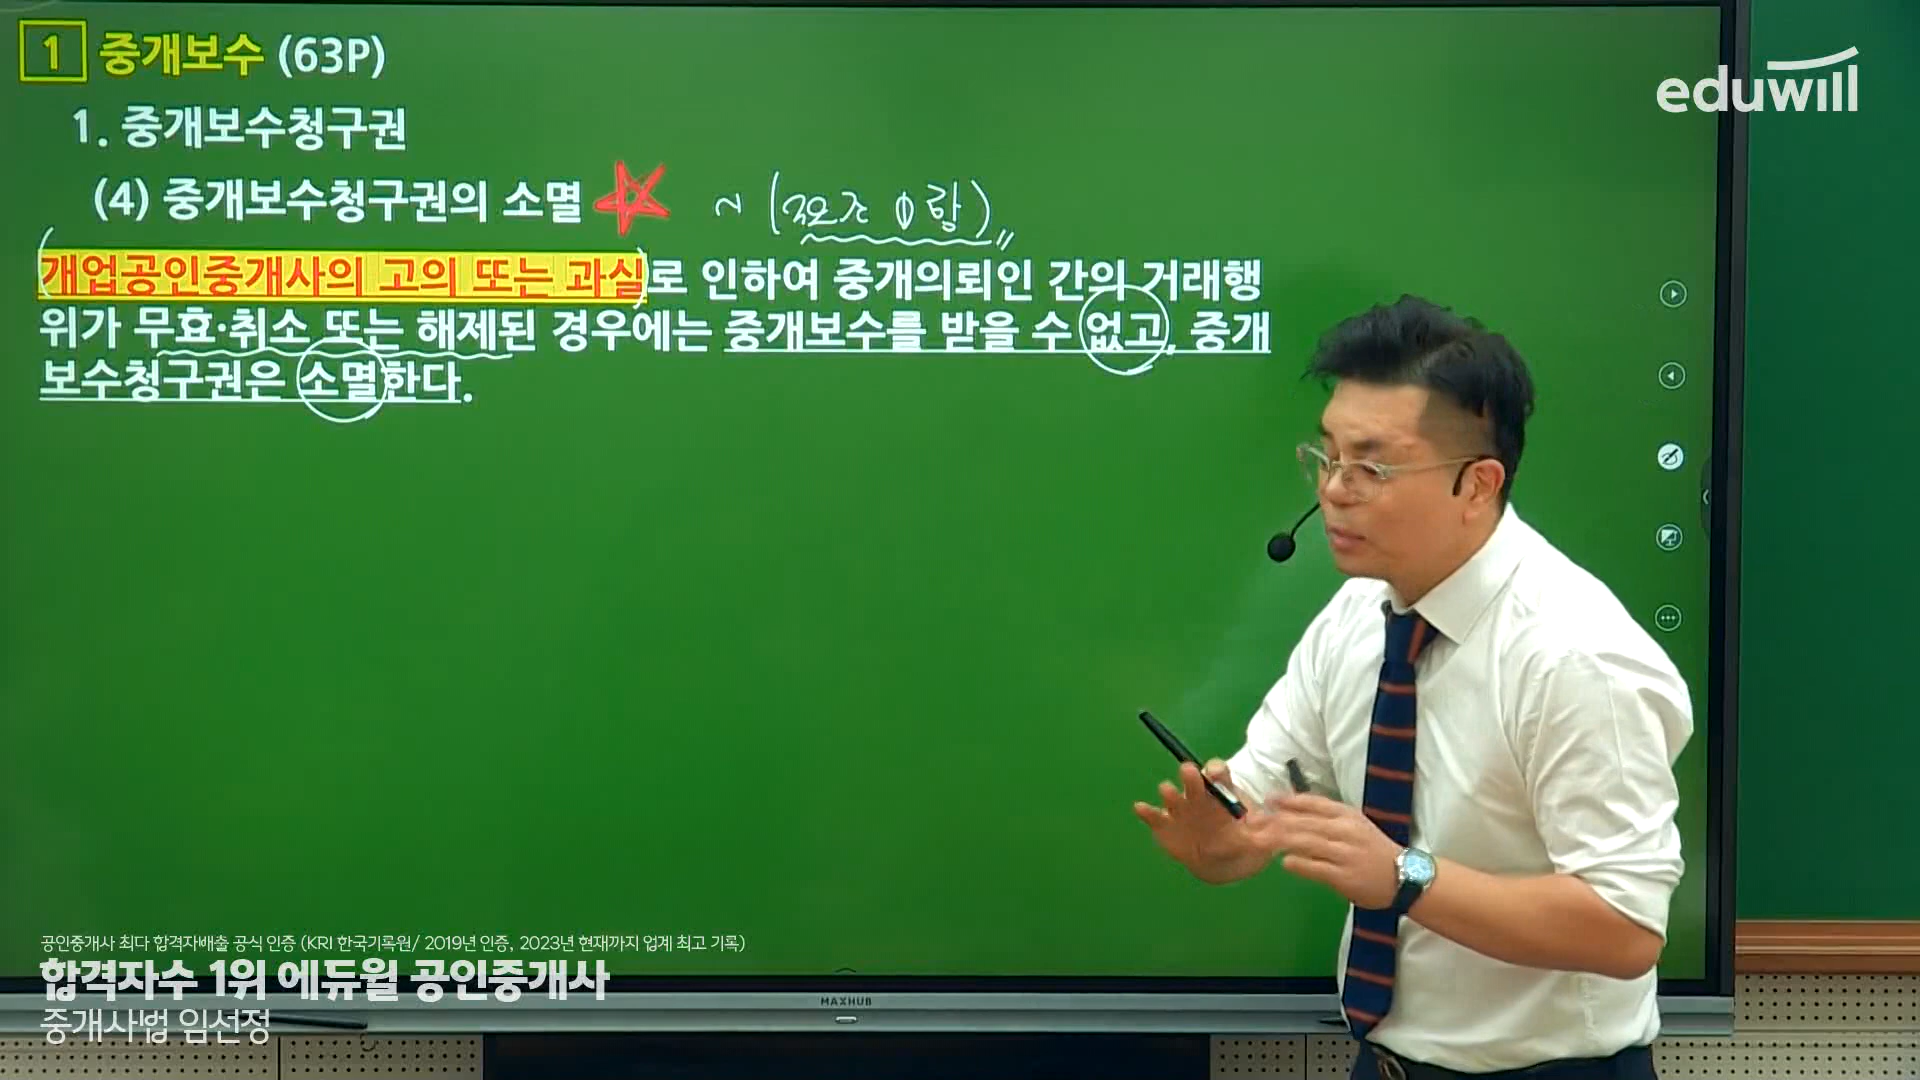 1 중개보수 (63P)
eduwill
1. 중개보수청구권
(4) 중개보수청구권의 소멸
개업공인중개사의 고의 또는 과실로 인하여 중개의뢰인 간의 거래행
위가 무효·취소 또는 해제된 경우에는 중개보수를 받을 수 없고, 중개
보수청구권은 소멸한다.
공인중개사 최다 합격자배출 공식 인증 (KRI 한국기록원/ 2019년 인증, 2023년 현재까지 업계 최고 기록)
합격자수 1위 에듀윌 공인중개사
중개사법 임선정
MAXHUB